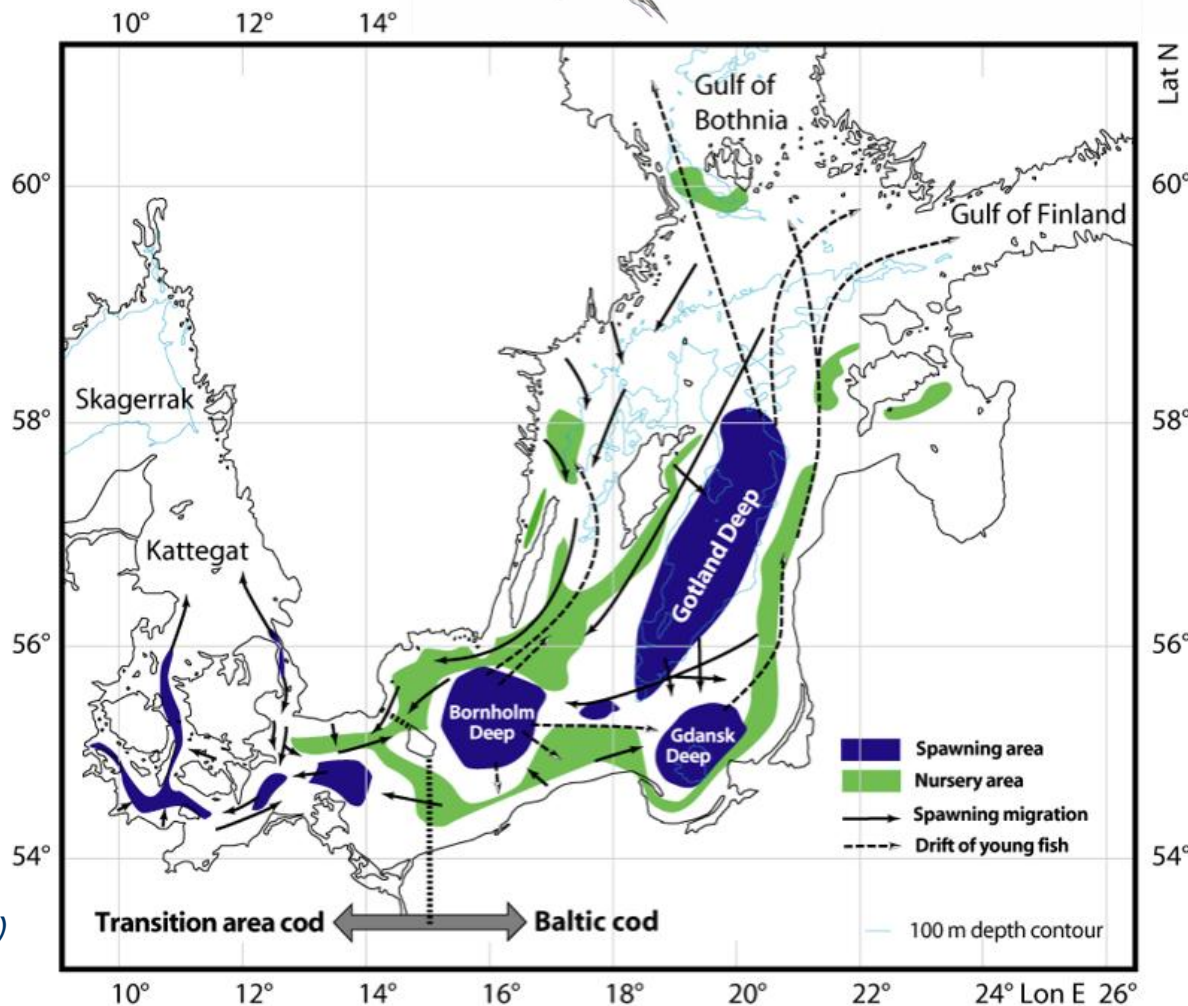 10° 12° 14°
Lat N
Gulf of
Bothnia
60° 60°
Gulf of Finland
Skagerrak
58° 58°
Kattegat
Gotland Deep
56° 56°
Bornholm
Deep
Gdansk
Deep
Spawning area
Nursery area
Spawning migration
Drift of young fish
54° 54°
)
Transition area cod Baltic cod
100 m depth contour
10° 12° 14° 16° 18° 20° 22° 24° Lon E 26°